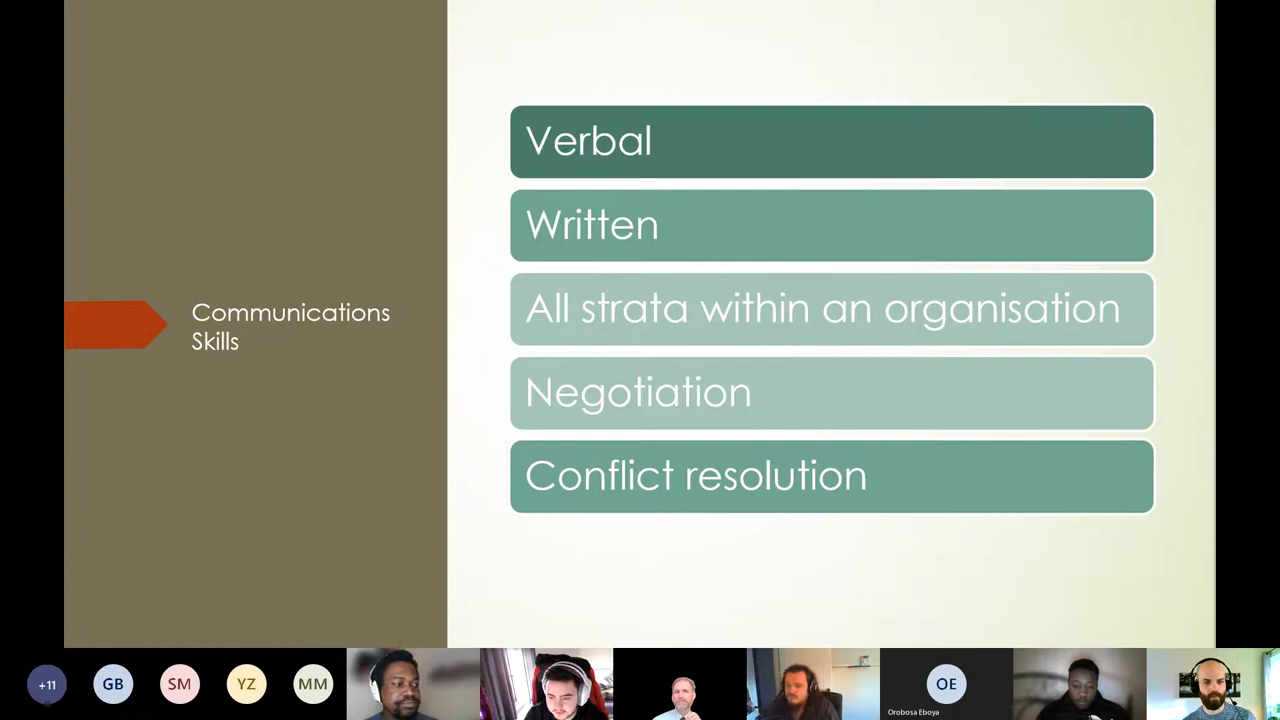 Communications
Skills
Verbal
Written
All strata within an organisation
Negotiation
Conflict resolution
+11
GB
SM
YZ
MM
OE
Orobosa Eboya